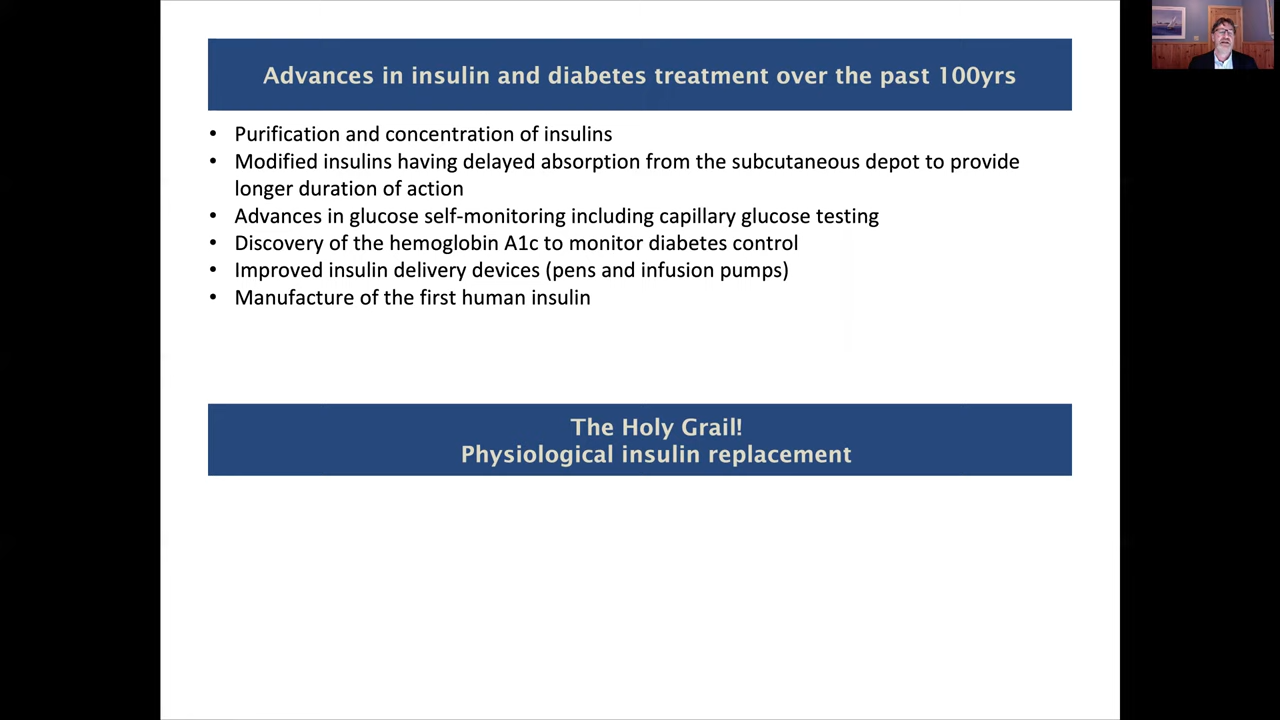 Advances in insulin and diabetes treatment over the past 100yrs
• Purification and concentration of insulins
• Modified insulins having delayed absorption from the subcutaneous depot to provide
longer duration of action
• Advances in glucose self-monitoring including capillary glucose testing
• Discovery of the hemoglobin A1c to monitor diabetes control
• Improved insulin delivery devices (pens and infusion pumps)
• Manufacture of the first human insulin
The Holy Grail!
Physiological insulin replacement